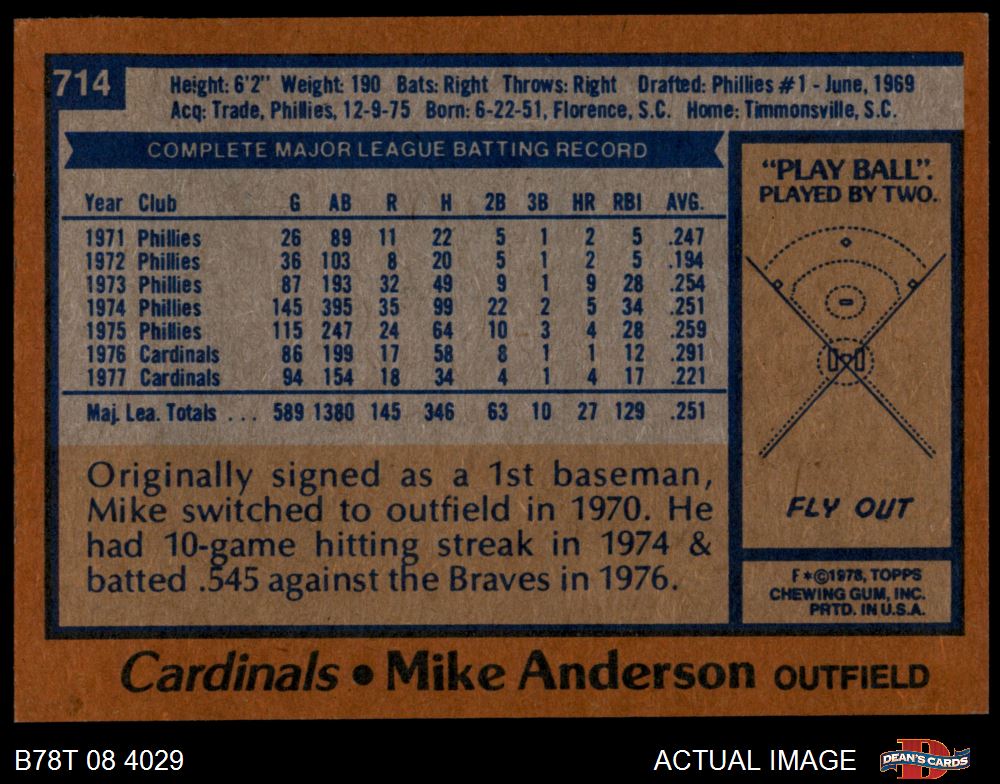 714
Height: 6'2" Weight: 190 Bats: Right Throws: Right Drafted: Phillies #1 - June, 1969
Acq: Trade, Phillies, 12-9-75 Born: 6-22-51, Florence, S.C. Home: Timmonsville, S.C.
COMPLETE MAJOR LEAGUE BATTING RECORD
Year Club G AB R H 2B 3B HR RBI AVG.
1971 Phillies 26 89 11 22 5 1 2 5 .247
1972 Phillies 36 103 8 20 5 1 2 5 .194
1973 Phillies 87 193 32 49 9 1 9 28 .254
1974 Phillies 145 395 35 99 22 2 5 34 .251
1975 Phillies 115 247 24 64 10 3 4 28 .259
1976 Cardinals 86 199 17 58 8 1 1 12 .291
1977 Cardinals 94 154 18 34 4 1 4 17 .221
Maj. Lea. Totals . . . 589 1380 145 346 63 10 27 129 .251
Originally signed as a 1st baseman,
Mike switched to outfield in 1970. He
had 10-game hitting streak in 1974 &
batted .545 against the Braves in 1976.
"PLAY BALL".
PLAYED BY TWO.
FLY OUT
F*©1978, TOPPS
CHEWING GUM, INC.
PRTD. IN U.S.A.
Cardinals • Mike Anderson OUTFIELD
B78T 08 4029
ACTUAL IMAGE
D
DEAN'S CARDS